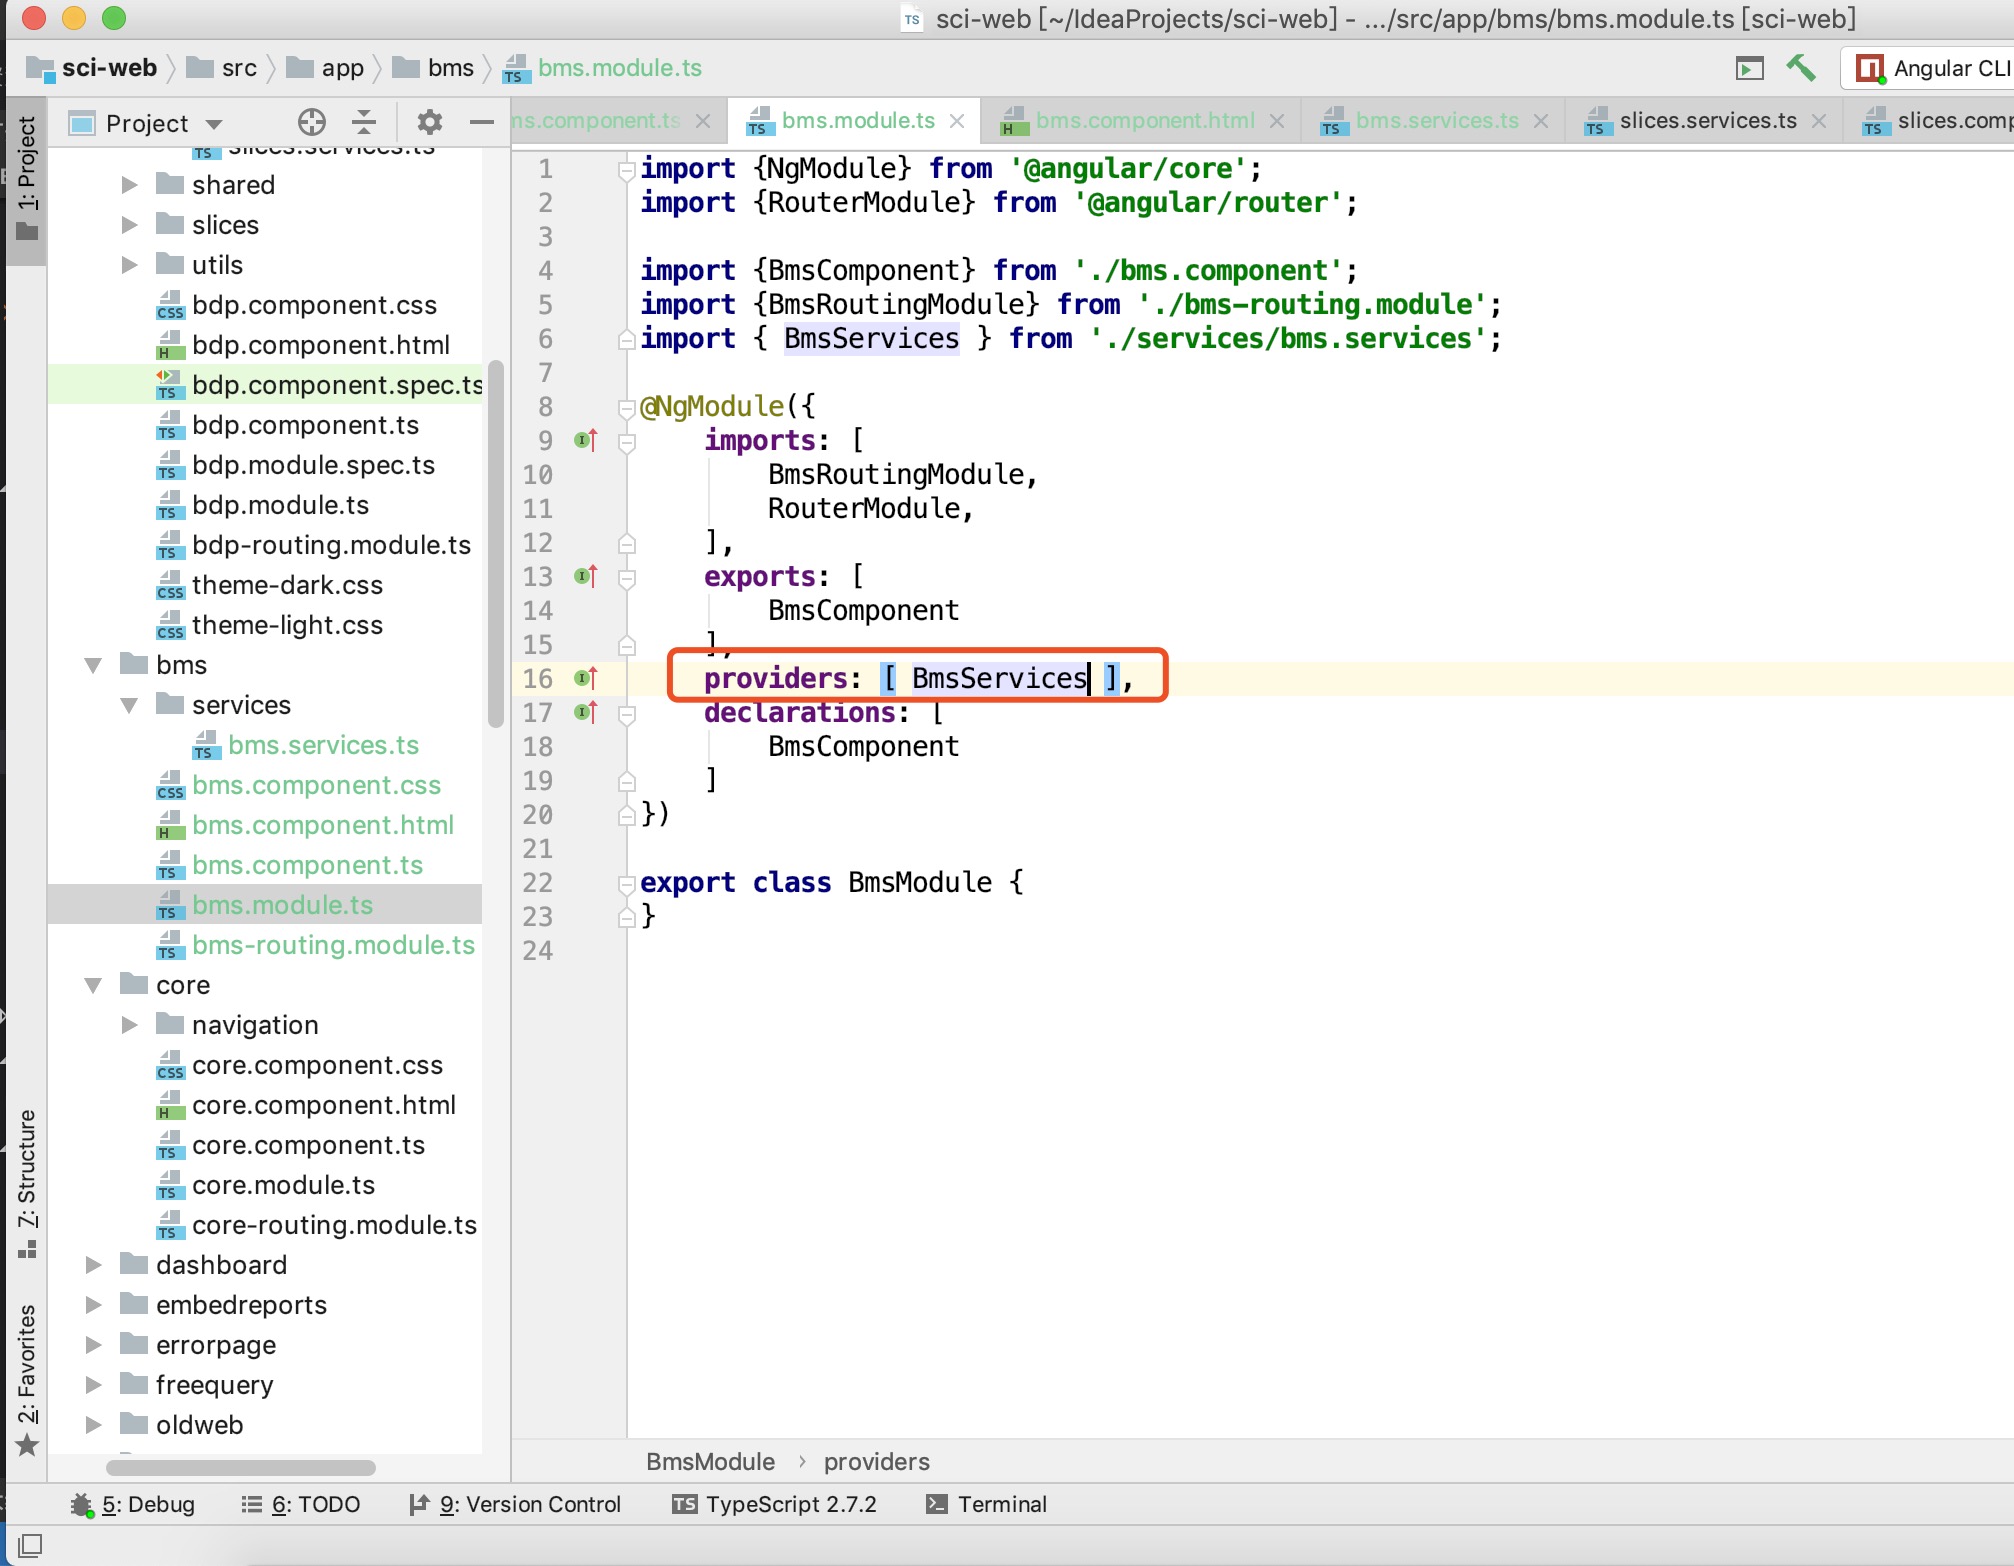 sci-web [~/IdeaProjects/sci-web] - .../src/app/bms/bms.module.ts [sci-web]
sci-web src app bms bms.module.ts
Angular CLI
1: Project
7: Structure
2: Favorites
Project
ms.component.ts bms.module.ts bms.component.html bms.services.ts slices.services.ts slices.comp
slices.services.ts
shared
slices
utils
bdp.component.css
bdp.component.html
bdp.component.spec.ts
bdp.component.ts
bdp.module.spec.ts
bdp.module.ts
bdp-routing.module.ts
theme-dark.css
theme-light.css
bms
services
bms.services.ts
bms.component.css
bms.component.html
bms.component.ts
bms.module.ts
bms-routing.module.ts
core
navigation
core.component.css
core.component.html
core.component.ts
core.module.ts
core-routing.module.ts
dashboard
embedreports
errorpage
freequery
oldweb
1 import {NgModule} from '@angular/core';
2 import {RouterModule} from '@angular/router';
3
4 import {BmsComponent} from './bms.component';
5 import {BmsRoutingModule} from './bms-routing.module';
6 import { BmsServices } from './services/bms.services';
7
8 @NgModule({
9 imports: [
10 BmsRoutingModule,
11 RouterModule,
12 ],
13 exports: [
14 BmsComponent
15 ],
16 providers: [ BmsServices ],
17 declarations: [
18 BmsComponent
19 ]
20 })
21
22 export class BmsModule {
23 }
24
BmsModule › providers
5: Debug 6: TODO 9: Version Control TypeScript 2.7.2 Terminal